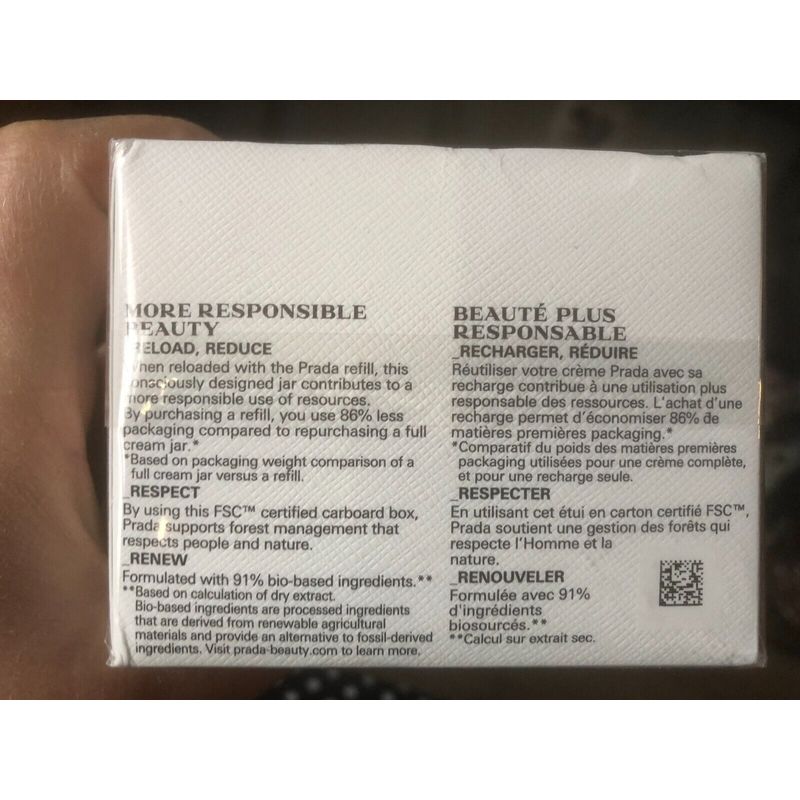 MORE RESPONSIBLE
BEAUTY
_RELOAD, REDUCE
When reloaded with the Prada refill, this
consciously designed jar contributes to a
more responsible use of resources.
By purchasing a refill, you use 86% less
packaging compared to repurchasing a full
cream jar.*
*Based on packaging weight comparison of a
full cream jar versus a refill.
_RESPECT
By using this FSC™ certified carboard box,
Prada supports forest management that
respects people and nature.
_RENEW
Formulated with 91% bio-based ingredients.**
**Based on calculation of dry extract.
Bio-based ingredients are processed ingredients
that are derived from renewable agricultural
materials and provide an alternative to fossil-derived
ingredients. Visit prada-beauty.com to learn more.
BEAUTÉ PLUS
RESPONSABLE
_RECHARGER, RÉDUIRE
Réutiliser votre crème Prada avec sa
recharge contribue à une utilisation plus
responsable des ressources. L'achat d'une
recharge permet d'économiser 86% de
matières premières packaging.*
*Comparatif du poids des matières premières
packaging utilisées pour une crème complète,
et pour une recharge seule.
_RESPECTER
En utilisant cet étui en carton certifié FSC™,
Prada soutient une gestion des forêts qui
respecte l'Homme et la
nature.
_RENOUVELER
Formulée avec 91%
d'ingrédients
biosourcés.**
**Calcul sur extrait sec.